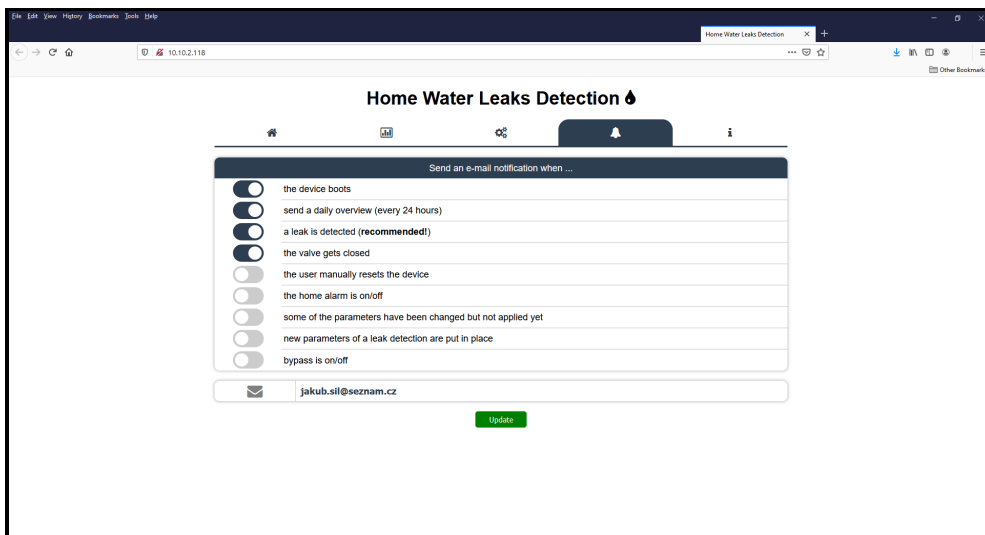 File Edit View History Bookmarks Tools Help
Home Water Leaks Detection
10.10.2.118
Other Bookmarks
Home Water Leaks Detection
Send an e-mail notification when ...
the device boots
send a daily overview (every 24 hours)
a leak is detected (recommended!)
the valve gets closed
the user manually resets the device
the home alarm is on/off
some of the parameters have been changed but not applied yet
new parameters of a leak detection are put in place
bypass is on/off
jakub.sil@seznam.cz
Update